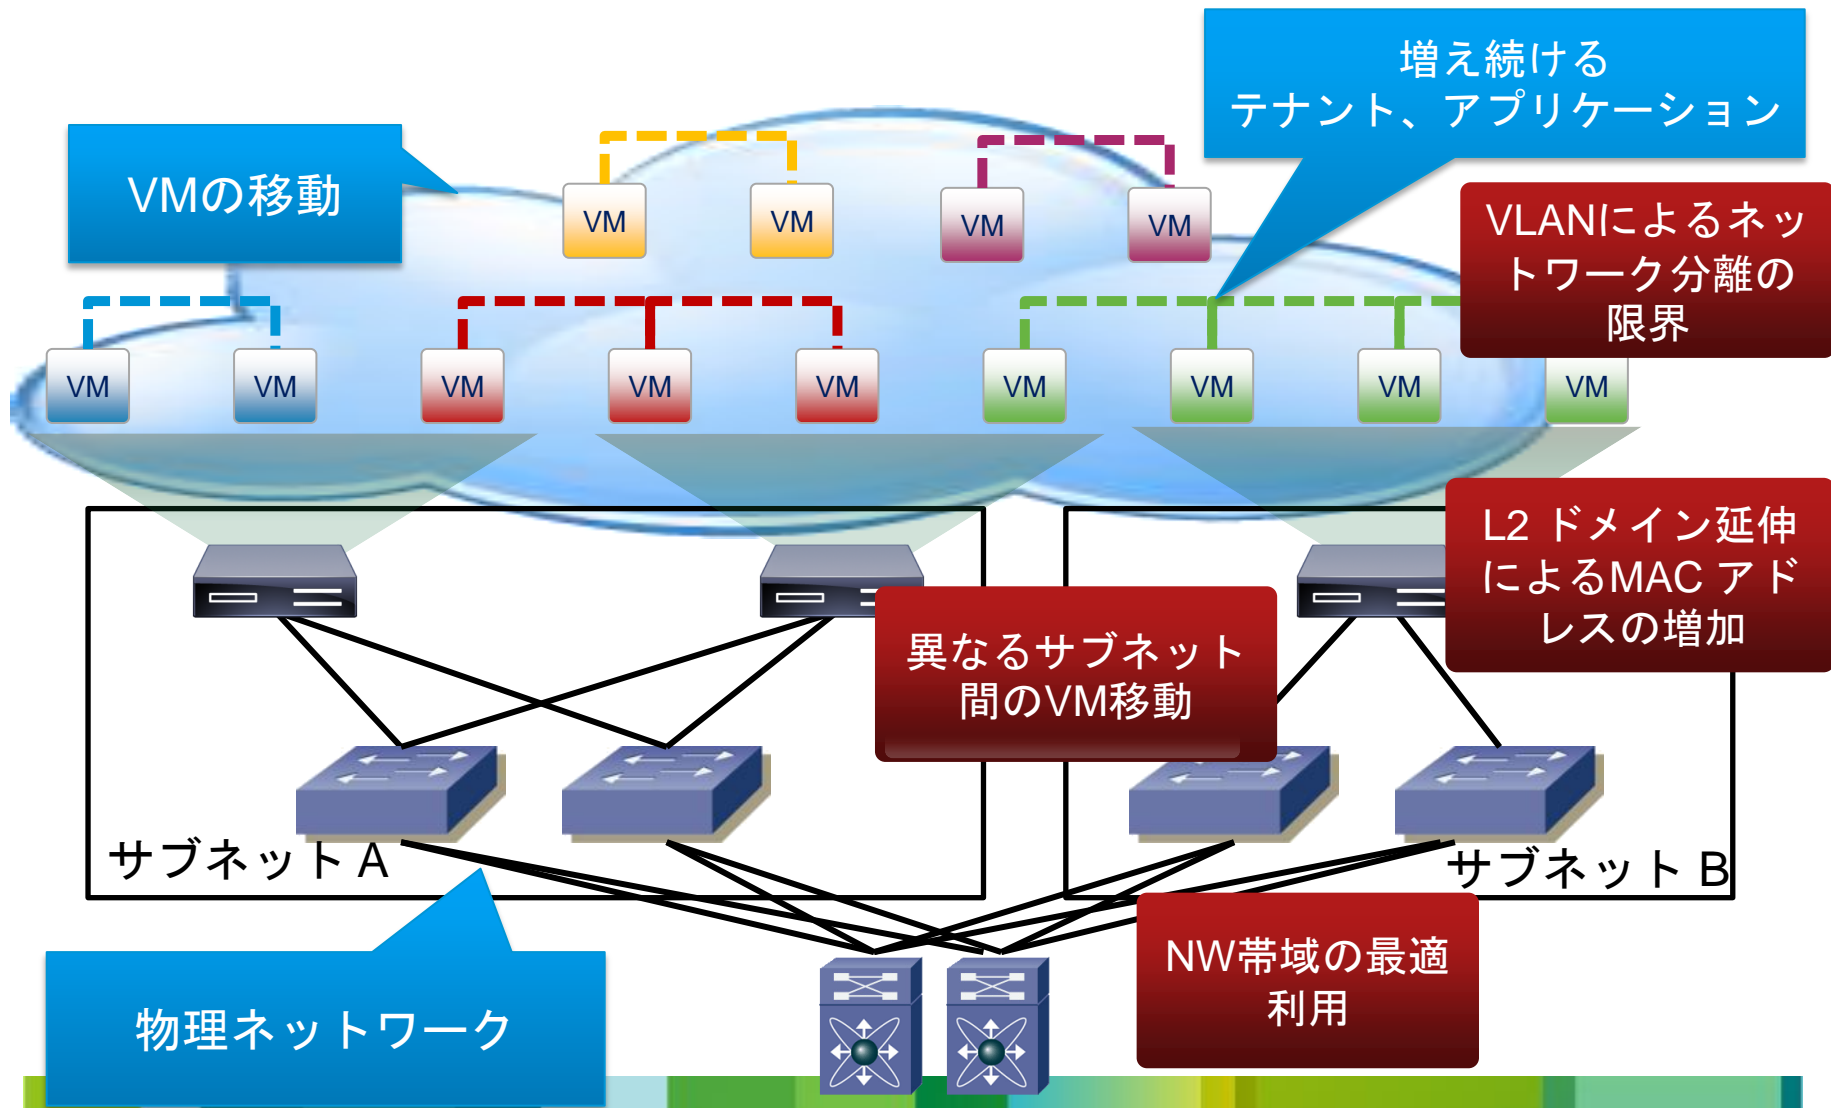 増え続ける
テナント、アプリケーション
VMの移動
VM
VM
VM
VM
VLANによるネッ
トワーク分離の
限界
VM
VM
VM
VM
VM
VM
VM
VM
VM
L2 ドメイン延伸
によるMAC アド
レスの増加
異なるサブネット
間のVM移動
サブネット A
サブネット B
NW帯域の最適
利用
物理ネットワーク